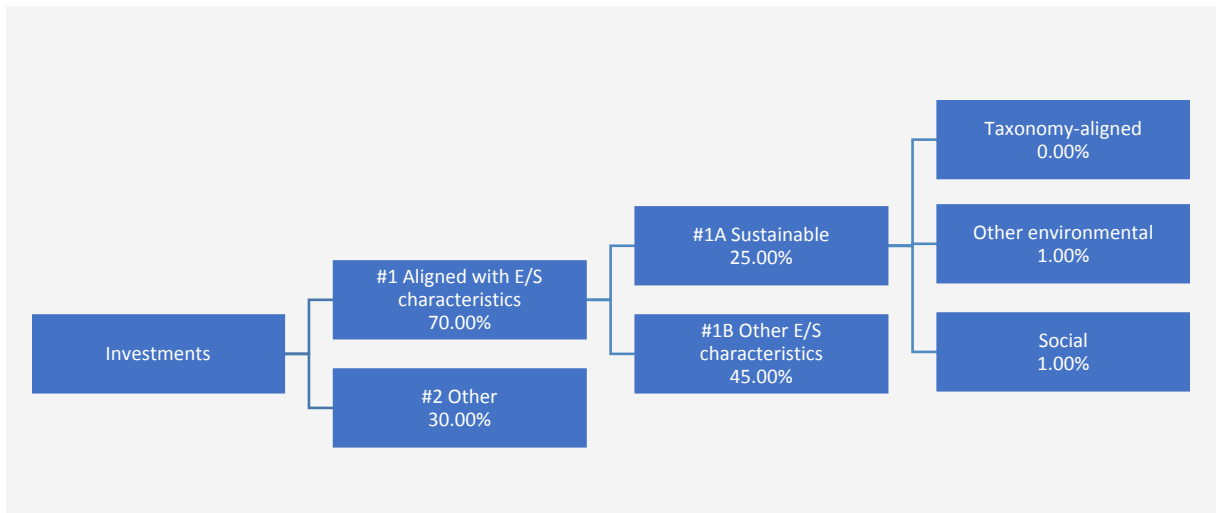 Investments
#1 Aligned with E/S
characteristics
70.00%
#2 Other
30.00%
#1A Sustainable
25.00%
#1B Other E/S
characteristics
45.00%
Taxonomy-aligned
0.00%
Other environmental
1.00%
Social
1.00%